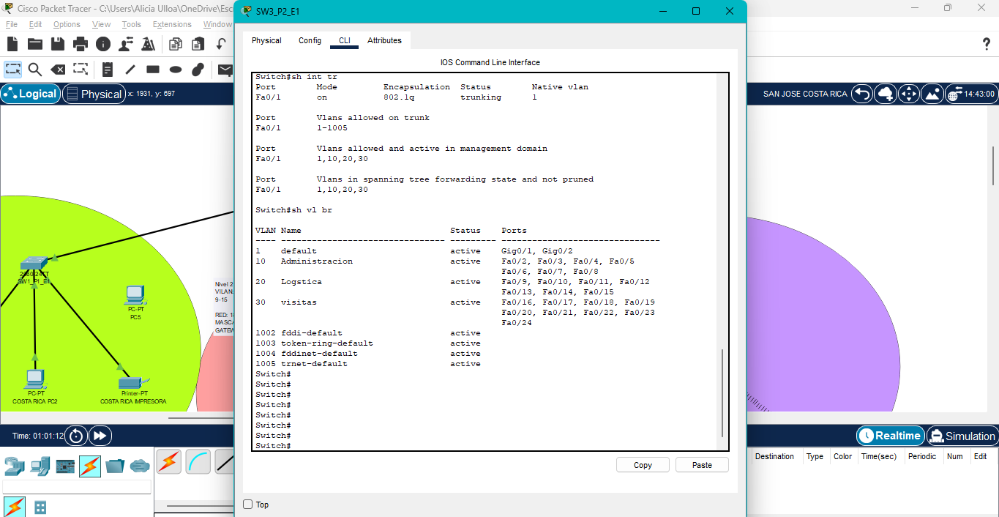 Cisco Packet Tracer - C:\Users\Alicia Ulloa\OneDrive\Esc
SW3_P2_E1
File Edit Options View Tools Extensions Window
Physical Config CLI Attributes
IOS Command Line Interface
Logical Physical x: 1931, y: 697
SAN JOSE COSTA RICA 14:43:00
Switch#sh int tr
Port Mode Encapsulation Status Native vlan
Fa0/1 on 802.1q trunking 1
Port Vlans allowed on trunk
Fa0/1 1-1005
Port Vlans allowed and active in management domain
Fa0/1 1,10,20,30
Port Vlans in spanning tree forwarding state and not pruned
Fa0/1 1,10,20,30
Switch#sh vl br
VLAN Name Status Ports
---- -------------------------------- --------- -------------------------------
1 default active Gig0/1, Gig0/2
10 Administracion active Fa0/2, Fa0/3, Fa0/4, Fa0/5
Fa0/6, Fa0/7, Fa0/8
20 Logstica active Fa0/9, Fa0/10, Fa0/11, Fa0/12
Fa0/13, Fa0/14, Fa0/15
30 visitas active Fa0/16, Fa0/17, Fa0/18, Fa0/19
Fa0/20, Fa0/21, Fa0/22, Fa0/23
Fa0/24
1002 fddi-default active
1003 token-ring-default active
1004 fddinet-default active
1005 trnet-default active
Switch#
Switch#
Switch#
Switch#
Switch#
Switch#
Switch#
Switch#
Copy Paste
Top
SW1_P1_E1
PC-PT
PC5
Nivel 2
VILAN:
9-15
RED: 1
MASCA
GATEW
PC-PT
COSTA RICA PC2
Printer-PT
COSTA RICA IMPRESORA
Time: 01:01:12
Realtime Simulation
Destination Type Color Time(sec) Periodic Num Edit